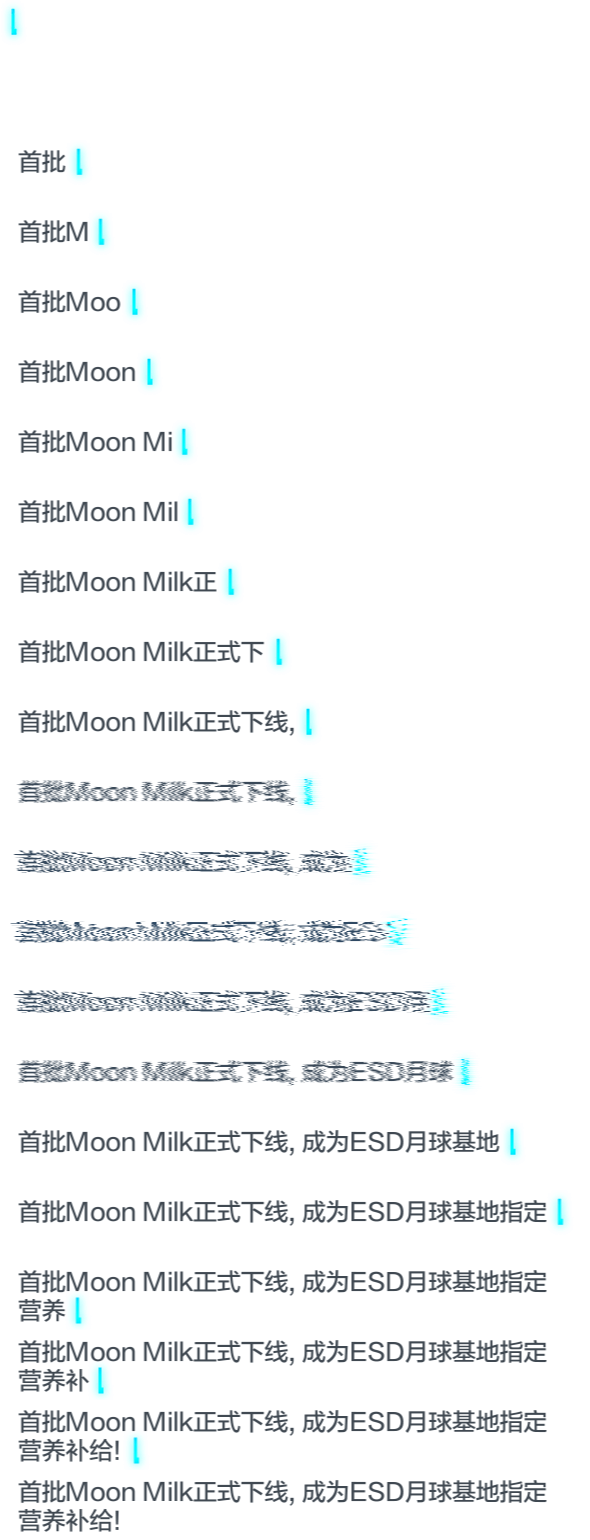 首批
首批M
首批Moo
首批Moon
首批Moon Mi
首批Moon Mil
首批Moon Milk正
首批Moon Milk正式下
首批Moon Milk正式下线,
首批Moon Milk正式下线,
首批Moon Milk正式下线, 成为
首批Moon Milk正式下线, 成为ES
首批Moon Milk正式下线, 成为ESD月
首批Moon Milk正式下线, 成为ESD月球
首批Moon Milk正式下线, 成为ESD月球基地
首批Moon Milk正式下线, 成为ESD月球基地指定
首批Moon Milk正式下线, 成为ESD月球基地指定
营养
首批Moon Milk正式下线, 成为ESD月球基地指定
营养补
首批Moon Milk正式下线, 成为ESD月球基地指定
营养补给!
首批Moon Milk正式下线, 成为ESD月球基地指定
营养补给!